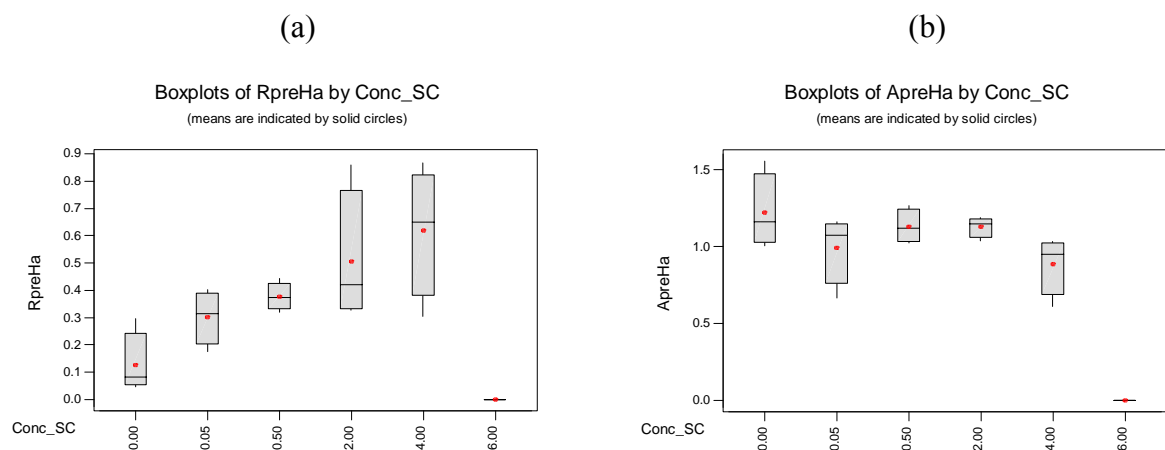 (a)
Boxplots of RpreHa by Conc_SC
(means are indicated by solid circles)
0.9
0.8
0.7
0.6
0.5
0.4
0.3
0.2
0.1
0.0
RpreHa
Conc_SC
0.00
0.05
0.50
2.00
4.00
6.00
(b)
Boxplots of ApreHa by Conc_SC
(means are indicated by solid circles)
1.5
1.0
0.5
0.0
ApreHa
Conc_SC
0.00
0.05
0.50
2.00
4.00
6.00